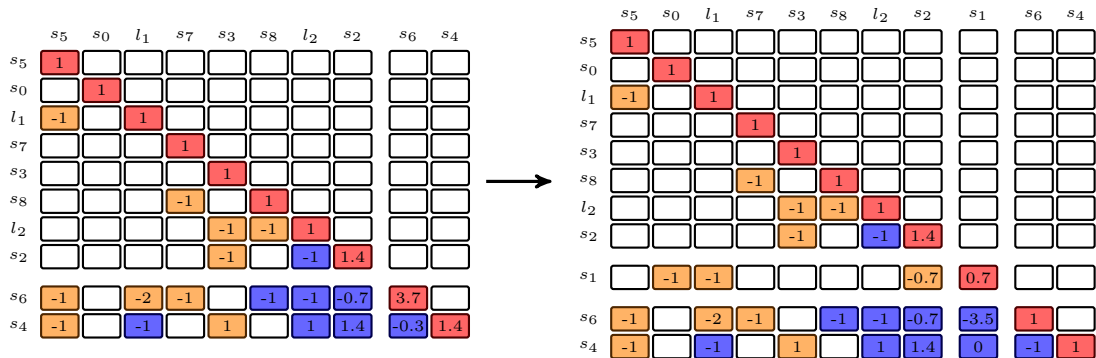 s5 s0 l1 s7 s3 s8 l2 s2 s6 s4
s5 1
s0 1
l1 -1 1
s7 1
s3 1
s8 -1 1
l2 -1 -1 1
s2 -1 -1 1.4
s6 -1 -2 -1 -1 -1 -0.7 3.7
s4 -1 -1 1 1 1.4 -0.3 1.4
s5 s0 l1 s7 s3 s8 l2 s2 s1 s6 s4
s5 1
s0 1
l1 -1 1
s7 1
s3 1
s8 -1 1
l2 -1 -1 1
s2 -1 -1 1.4
s1 -1 -1 -0.7 0.7
s6 -1 -2 -1 -1 -1 -0.7 -3.5 1
s4 -1 -1 1 1 1.4 0 -1 1